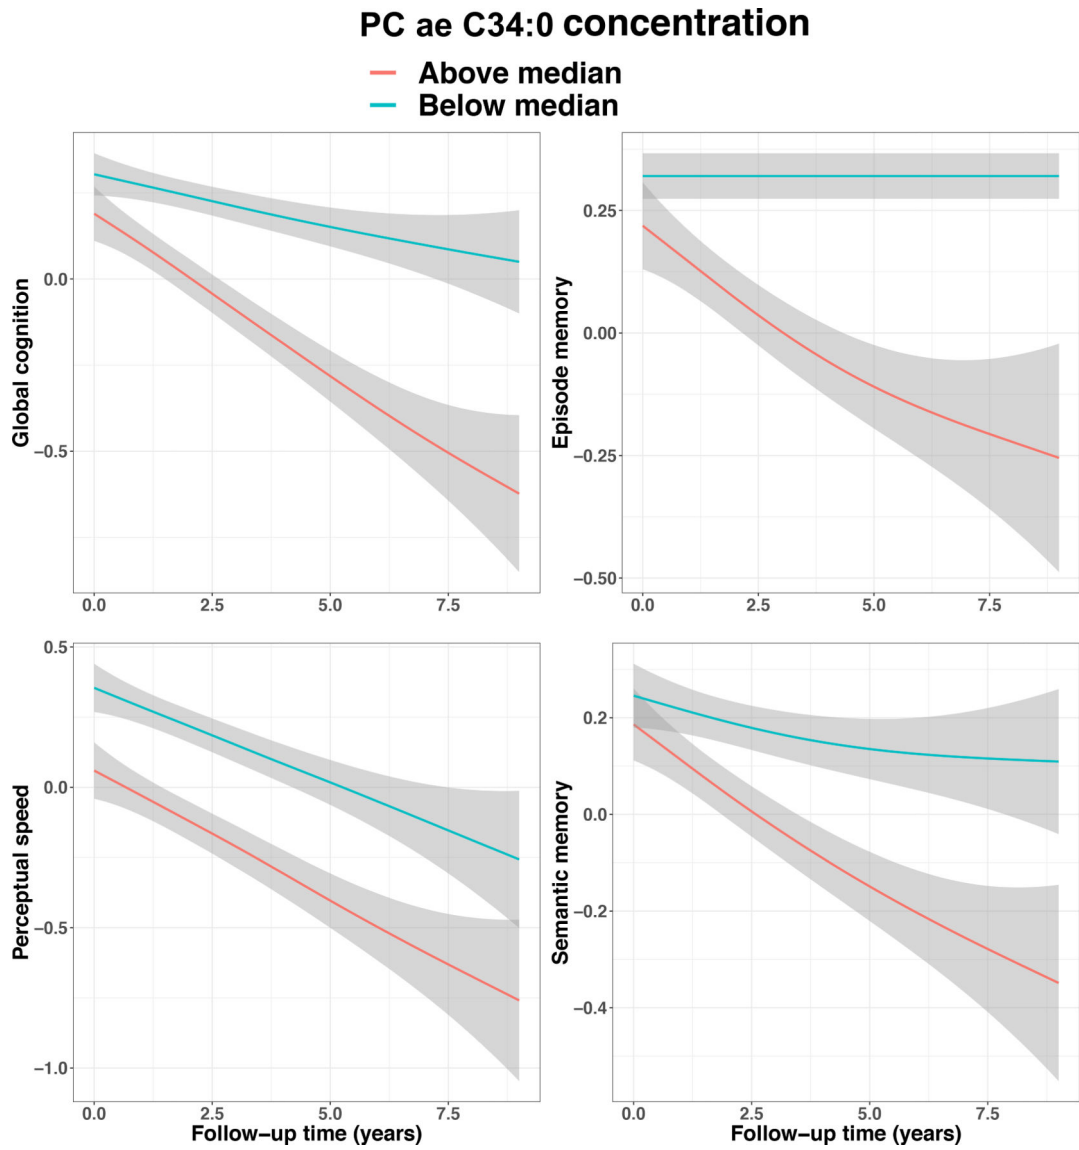 PC ae C34:0 concentration
Above median
Below median
Global cognition
0.0
−0.5
0.0 2.5 5.0 7.5
Episode memory
0.25
0.00
−0.25
−0.50
0.0 2.5 5.0 7.5
Perceptual speed
0.5
0.0
−0.5
−1.0
0.0 2.5 5.0 7.5
Follow−up time (years)
Semantic memory
0.2
0.0
−0.2
−0.4
0.0 2.5 5.0 7.5
Follow−up time (years)